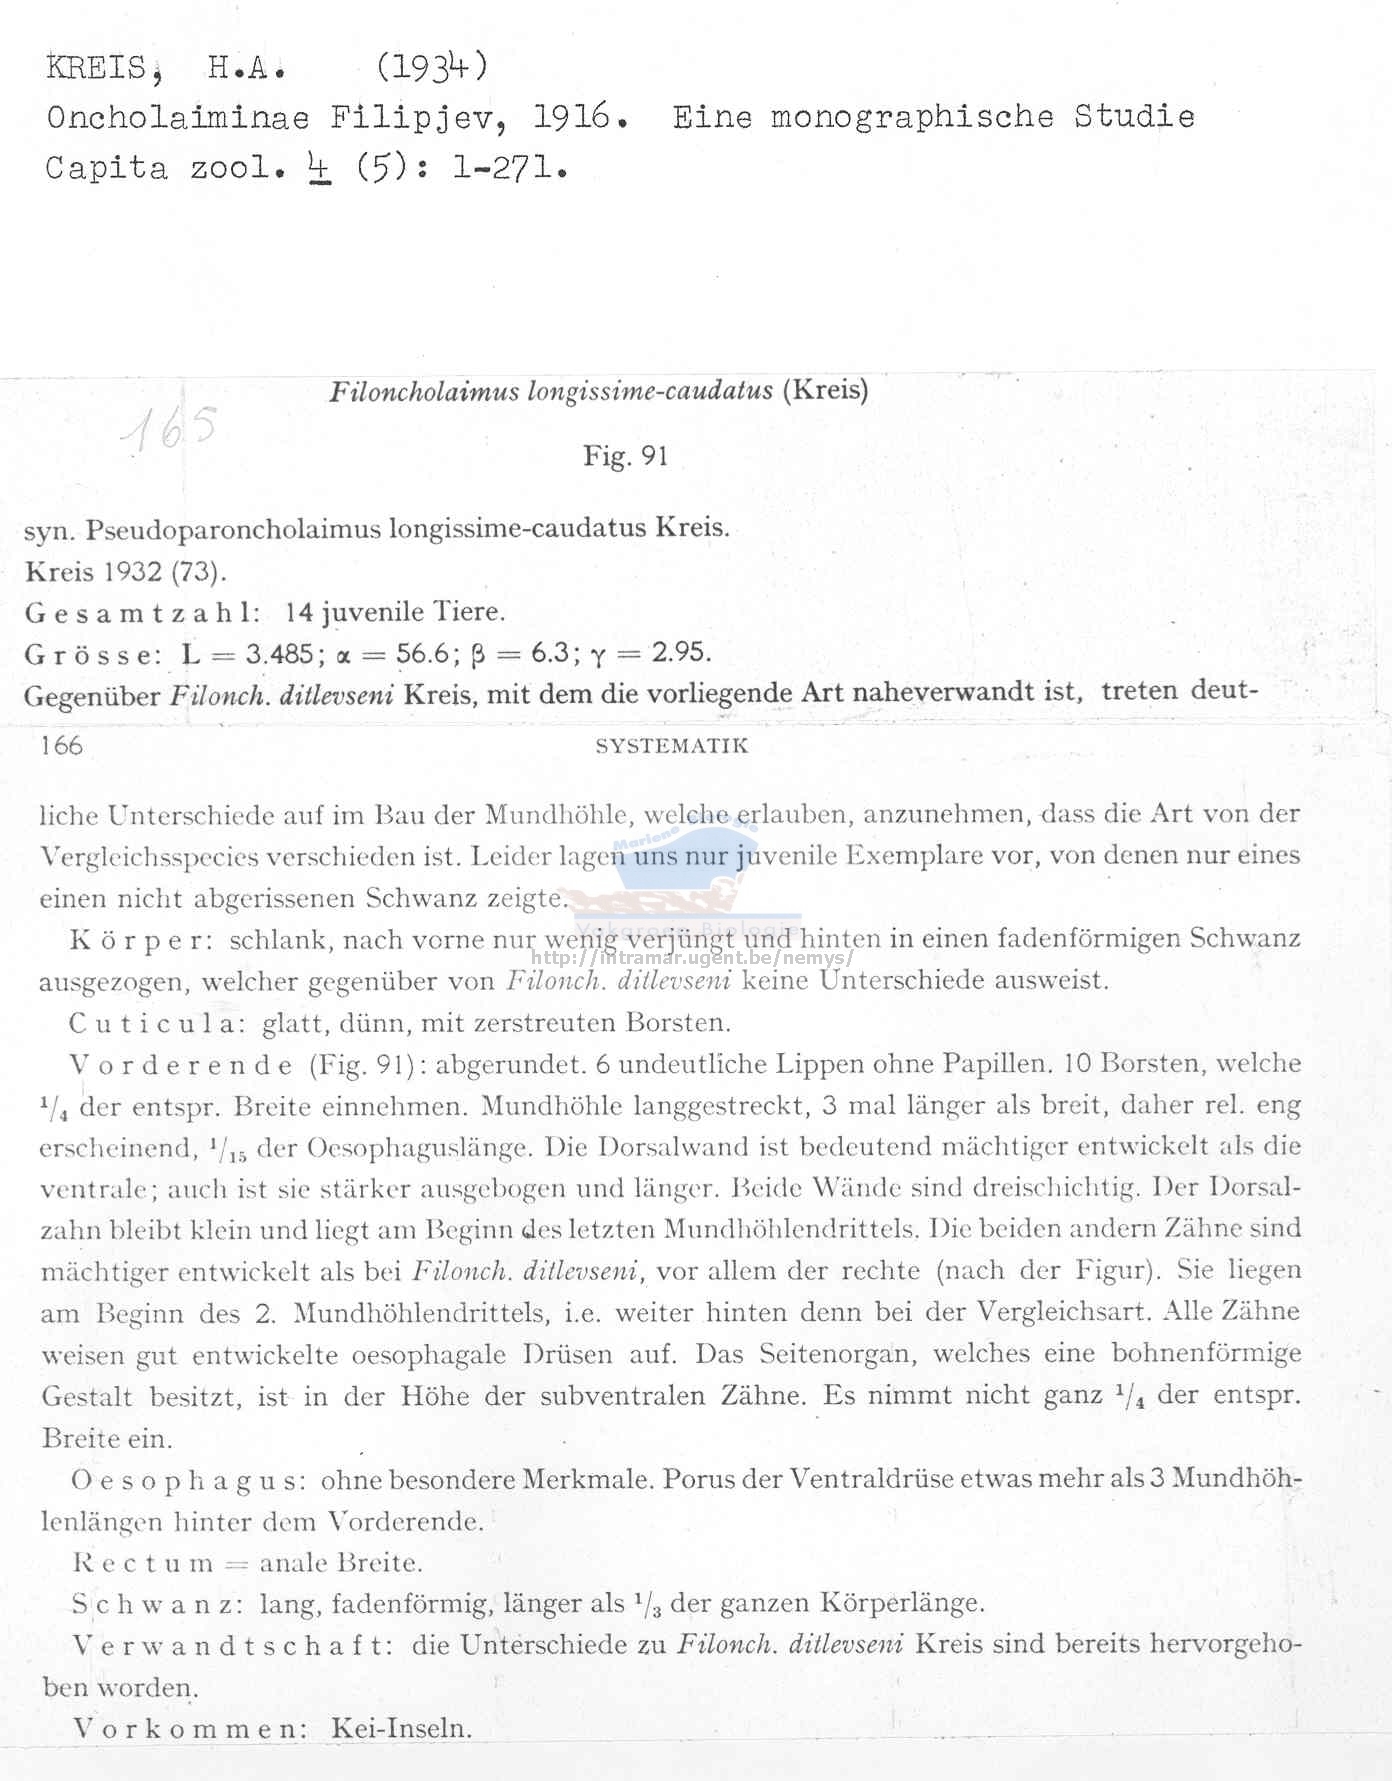 KREIS, H.A. (1934)
Oncholaiminae Filipjev, 1916. Eine monographische Studie
Capita zool. 4 (5): 1-271.
Filoncholaimus longissime-caudatus (Kreis)
165
Fig. 91
syn. Pseudoparoncholaimus longissime-caudatus Kreis.
Kreis 1932 (73).
Gesamtzahl: 14 juvenile Tiere.
Grösse: L = 3.485; α = 56.6; β = 6.3; γ = 2.95.
Gegenüber Filonch. ditlevseni Kreis, mit dem die vorliegende Art naheverwandt ist, treten deut-
166 SYSTEMATIK
liche Unterschiede auf im Bau der Mundhöhle, welche erlauben, anzunehmen, dass die Art von der
Vergleichsspecies verschieden ist. Leider lagen uns nur juvenile Exemplare vor, von denen nur eines
einen nicht abgerissenen Schwanz zeigte.
Vakgroep Biologie
Körper: schlank, nach vorne nur wenig verjüngt und hinten in einen fadenförmigen Schwanz
http://intramar.ugent.be/nemys/
ausgezogen, welcher gegenüber von Filonch. ditlevseni keine Unterschiede ausweist.
Cuticula: glatt, dünn, mit zerstreuten Borsten.
Vorderende (Fig. 91): abgerundet. 6 undeutliche Lippen ohne Papillen. 10 Borsten, welche
1/4 der entspr. Breite einnehmen. Mundhöhle langgestreckt, 3 mal länger als breit, daher rel. eng
erscheinend, 1/15 der Oesophaguslänge. Die Dorsalwand ist bedeutend mächtiger entwickelt als die
ventrale; auch ist sie stärker ausgebogen und länger. Beide Wände sind dreischichtig. Der Dorsal-
zahn bleibt klein und liegt am Beginn des letzten Mundhöhlendrittels. Die beiden andern Zähne sind
mächtiger entwickelt als bei Filonch. ditlevseni, vor allem der rechte (nach der Figur). Sie liegen
am Beginn des 2. Mundhöhlendrittels, i.e. weiter hinten denn bei der Vergleichsart. Alle Zähne
weisen gut entwickelte oesophagale Drüsen auf. Das Seitenorgan, welches eine bohnenförmige
Gestalt besitzt, ist in der Höhe der subventralen Zähne. Es nimmt nicht ganz 1/4 der entspr.
Breite ein.
Oesophagus: ohne besondere Merkmale. Porus der Ventraldrüse etwas mehr als 3 Mundhöh-
lenlängen hinter dem Vorderende.
Rectum = anale Breite.
Schwanz: lang, fadenförmig, länger als 1/3 der ganzen Körperlänge.
Verwandtschaft: die Unterschiede zu Filonch. ditlevseni Kreis sind bereits hervorgeho-
ben worden.
Vorkommen: Kei-Inseln.